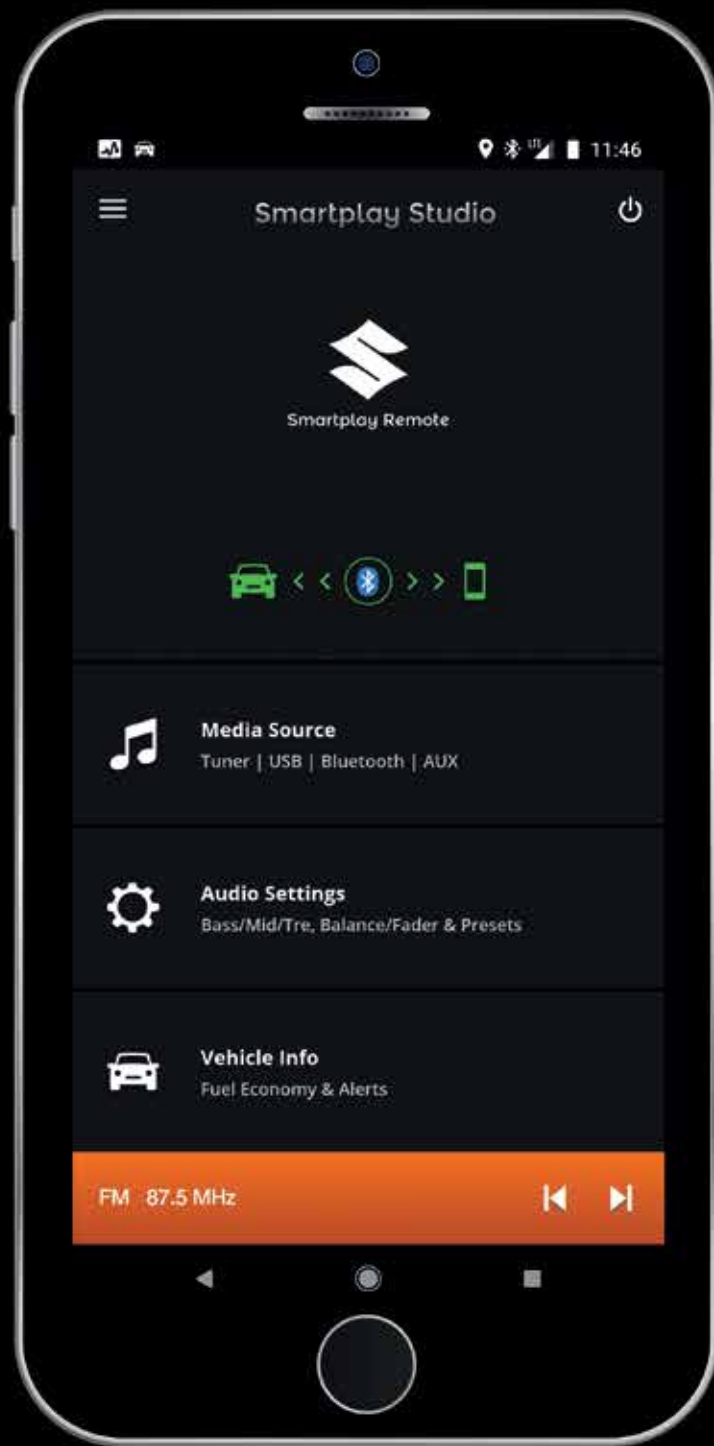 11:46
Smartplay Studio
Smartplay Remote
Media Source
Tuner | USB | Bluetooth | AUX
Audio Settings
Bass/Mid/Tre, Balance/Fader & Presets
Vehicle Info
Fuel Economy & Alerts
FM 87.5 MHz